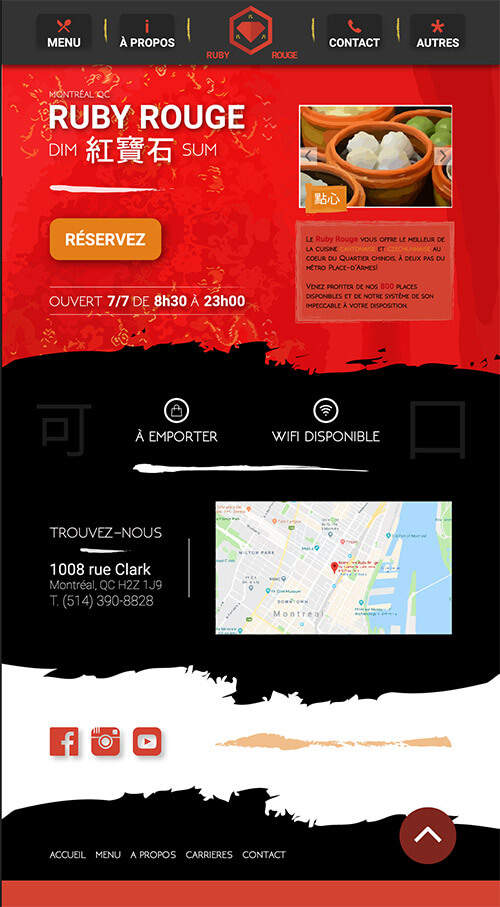 MENU
À PROPOS
RUBY ROUGE
CONTACT
AUTRES
MONTRÉAL QC
RUBY ROUGE
DIM 紅寶石 SUM
點心
RÉSERVEZ
Le Ruby Rouge vous offre le meilleur de
la cuisine cantonaise et szechuannaise au
coeur du Quartier chinois, à deux pas du
métro Place-d'Armes!
Venez profiter de nos 800 places
disponibles et de notre système de son
impeccable à votre disposition.
OUVERT 7/7 DE 8h30 À 23h00
可 口
À EMPORTER
WIFI DISPONIBLE
TROUVEZ-NOUS
1008 rue Clark
Montréal, QC H2Z 1J9
T. (514) 390-8828
MILTON PARK
DOWNTOWN
Montreal
ACCUEIL MENU A PROPOS CARRIERES CONTACT